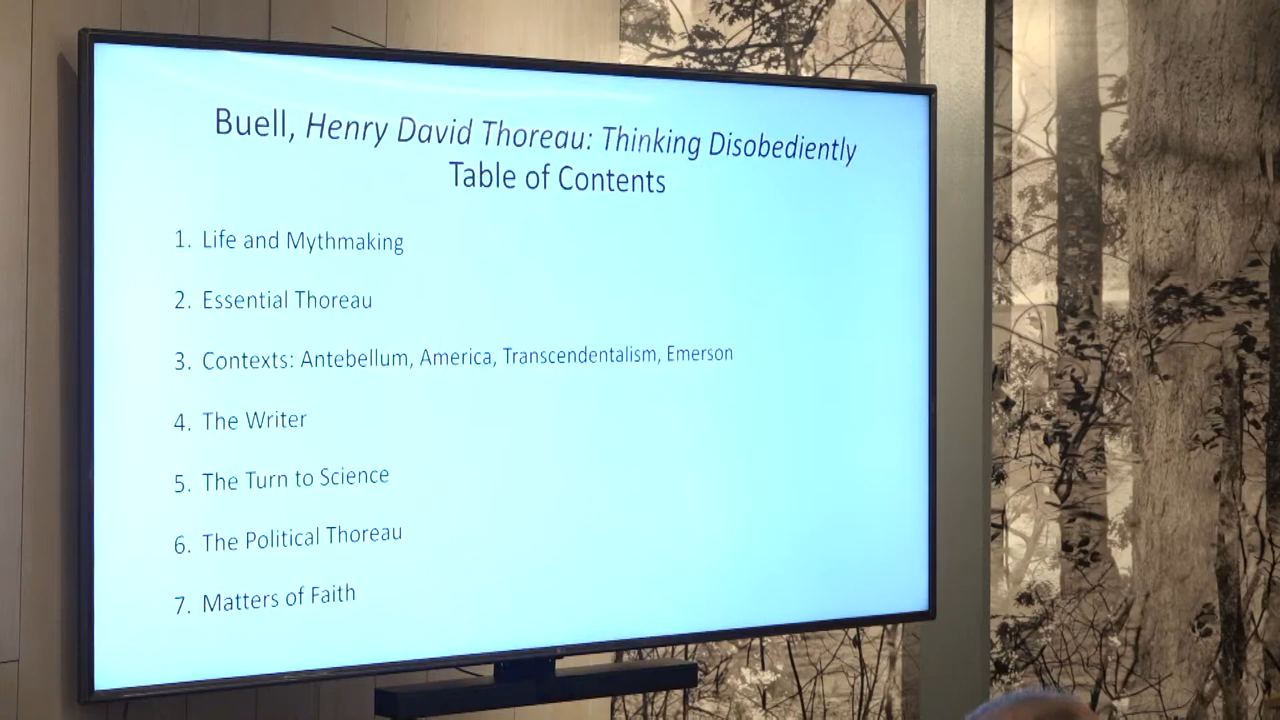 Buell, Henry David Thoreau: Thinking Disobediently
Table of Contents
1. Life and Mythmaking
2. Essential Thoreau
3. Contexts: Antebellum, America, Transcendentalism, Emerson
4. The Writer
5. The Turn to Science
6. The Political Thoreau
7. Matters of Faith